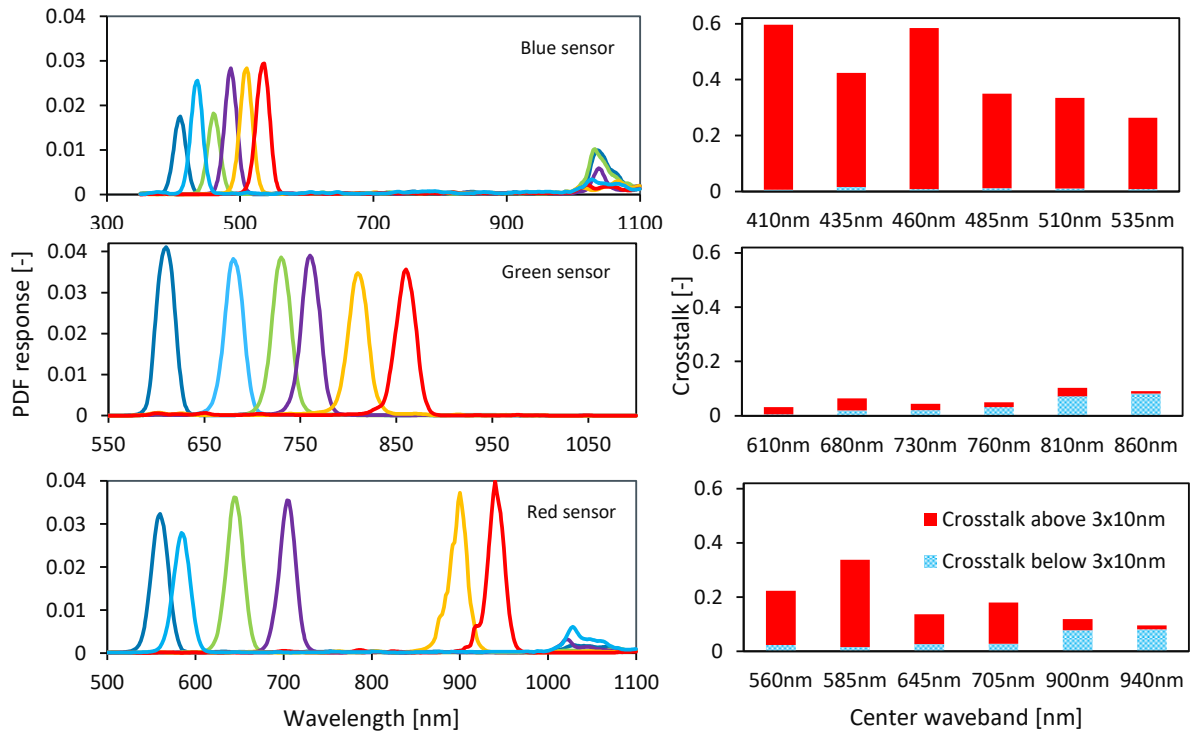 0.04
0.03
0.02
0.01
0
Blue sensor
300
500
700
900
1100
0.6
0.4
0.2
0
410nm
435nm
460nm
485nm
510nm
535nm
PDF response [-]
0.04
0.03
0.02
0.01
0
Green sensor
550
650
750
850
950
1050
Crosstalk [-]
0.6
0.4
0.2
0
610nm
680nm
730nm
760nm
810nm
860nm
0.04
0.03
0.02
0.01
0
Red sensor
500
600
700
800
900
1000
1100
Wavelength [nm]
0.6
0.4
0.2
0
Crosstalk above 3x10nm
Crosstalk below 3x10nm
560nm
585nm
645nm
705nm
900nm
940nm
Center waveband [nm]